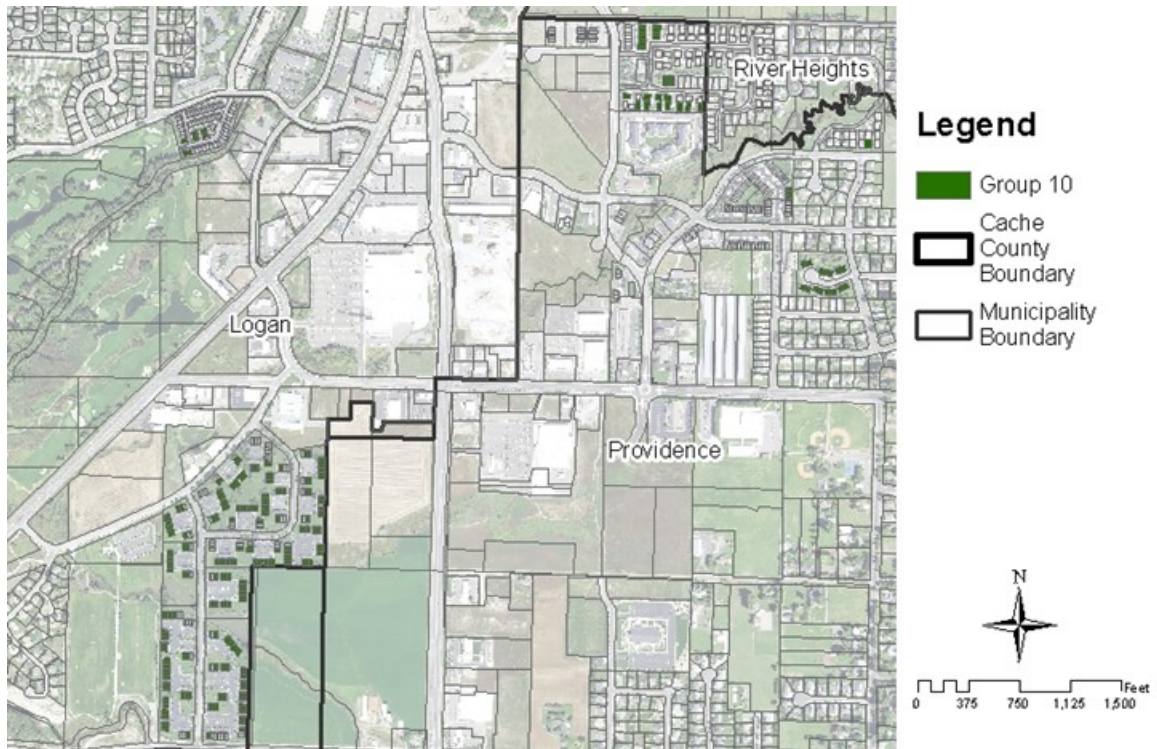 River Heights
Logan
Providence
Legend
Group 10
Cache
County
Boundary
Municipality
Boundary
N
Feet
0 375 750 1,125 1,500